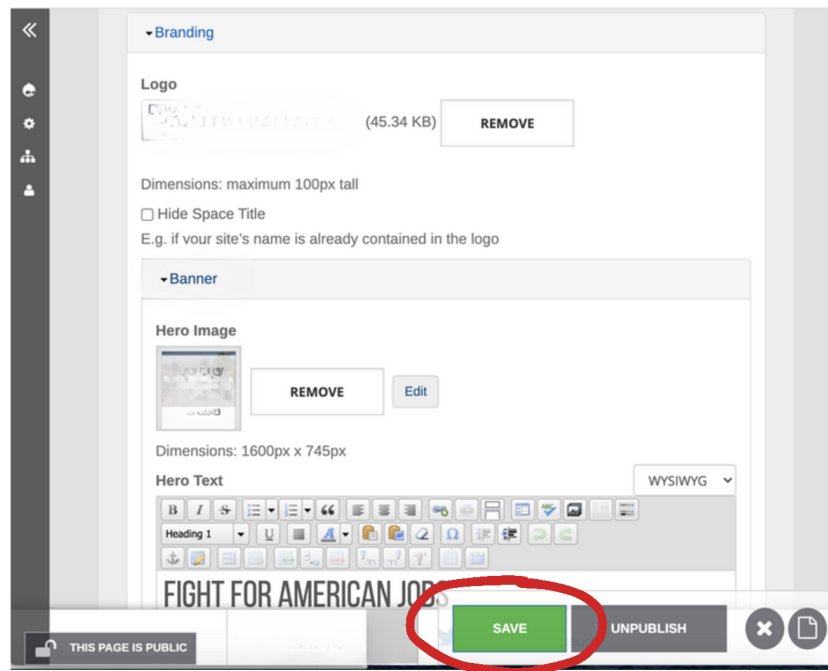 Branding
Logo
(45.34 KB) REMOVE
Dimensions: maximum 100px tall
Hide Space Title
E.g. if your site's name is already contained in the logo
Banner
Hero Image
REMOVE Edit
Dimensions: 1600px x 745px
Hero Text WYSIWYG
B I S
Heading 1 U A Ω
FIGHT FOR AMERICAN JOBS
THIS PAGE IS PUBLIC SAVE UNPUBLISH